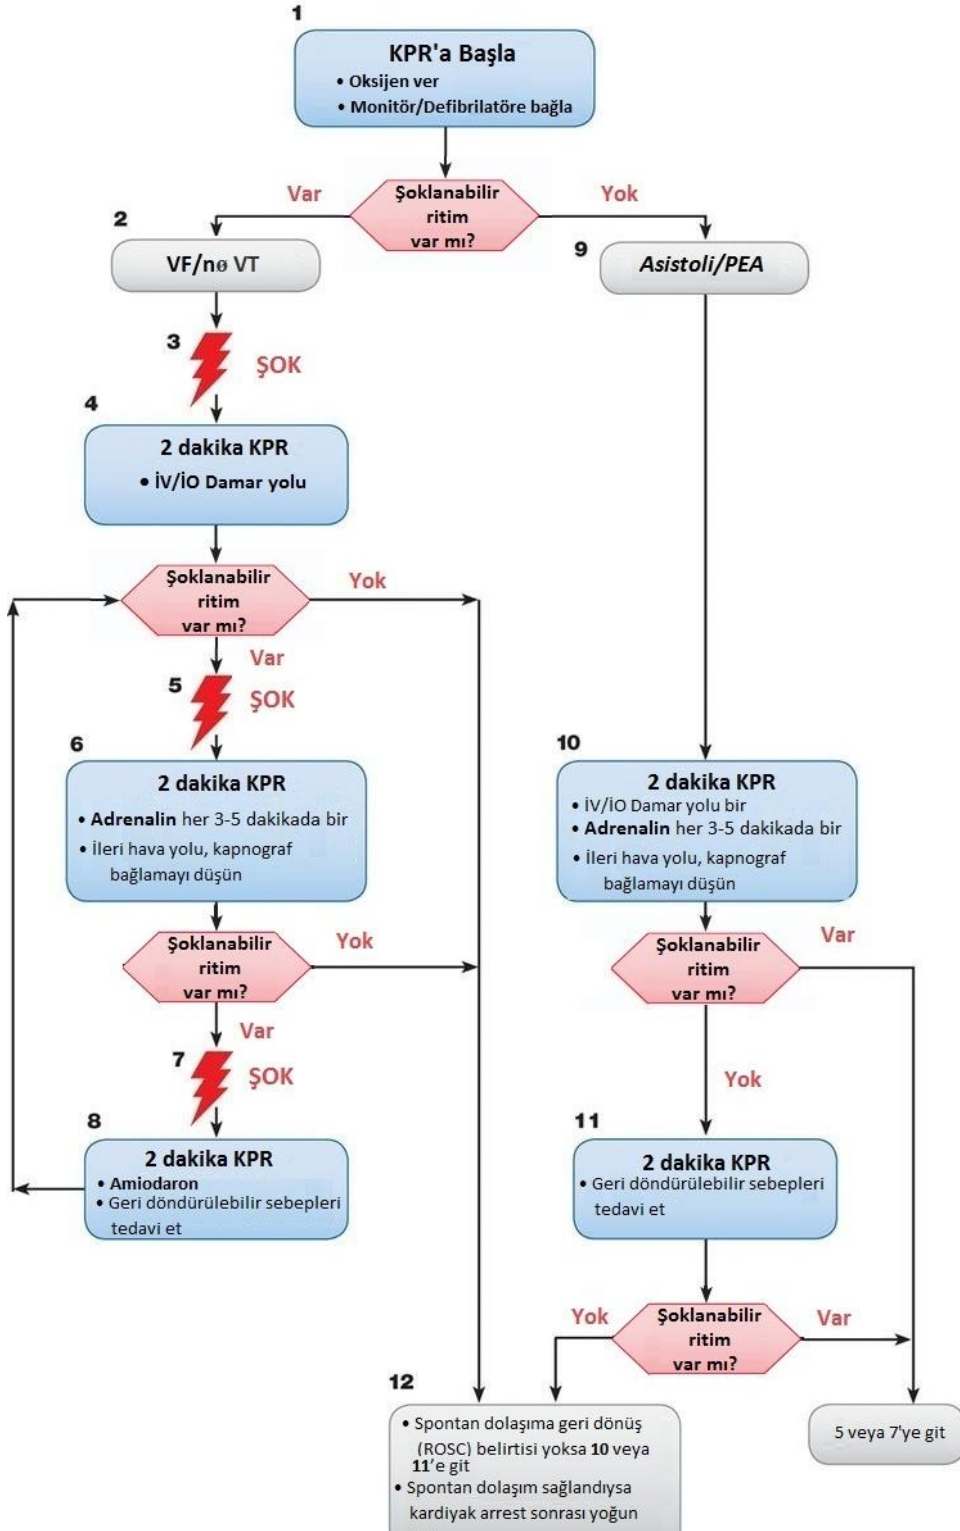 1
KPR'a Başla
• Oksijen ver
• Monitör/Defibrilatöre bağla
Şoklanabilir
ritim
var mı?
Var
Yok
2
VF/nø VT
9
Asistoli/PEA
3
ŞOK
4
2 dakika KPR
• İV/İO Damar yolu
Şoklanabilir
ritim
var mı?
Yok
Var
5
ŞOK
6
2 dakika KPR
• Adrenalin her 3-5 dakikada bir
• İleri hava yolu, kapnograf
bağlamayı düşün
10
2 dakika KPR
• İV/İO Damar yolu bir
• Adrenalin her 3-5 dakikada bir
• İleri hava yolu, kapnograf
bağlamayı düşün
Şoklanabilir
ritim
var mı?
Yok
Var
Şoklanabilir
ritim
var mı?
Var
Yok
7
ŞOK
8
2 dakika KPR
• Amiodaron
• Geri döndürülebilir sebepleri
tedavi et
11
2 dakika KPR
• Geri döndürülebilir sebepleri
tedavi et
Şoklanabilir
ritim
var mı?
Yok
Var
12
• Spontan dolaşıma geri dönüş
(ROSC) belirtisi yoksa 10 veya
11'e git
• Spontan dolaşım sağlandıysa
kardiyak arrest sonrası yoğun
5 veya 7'ye git